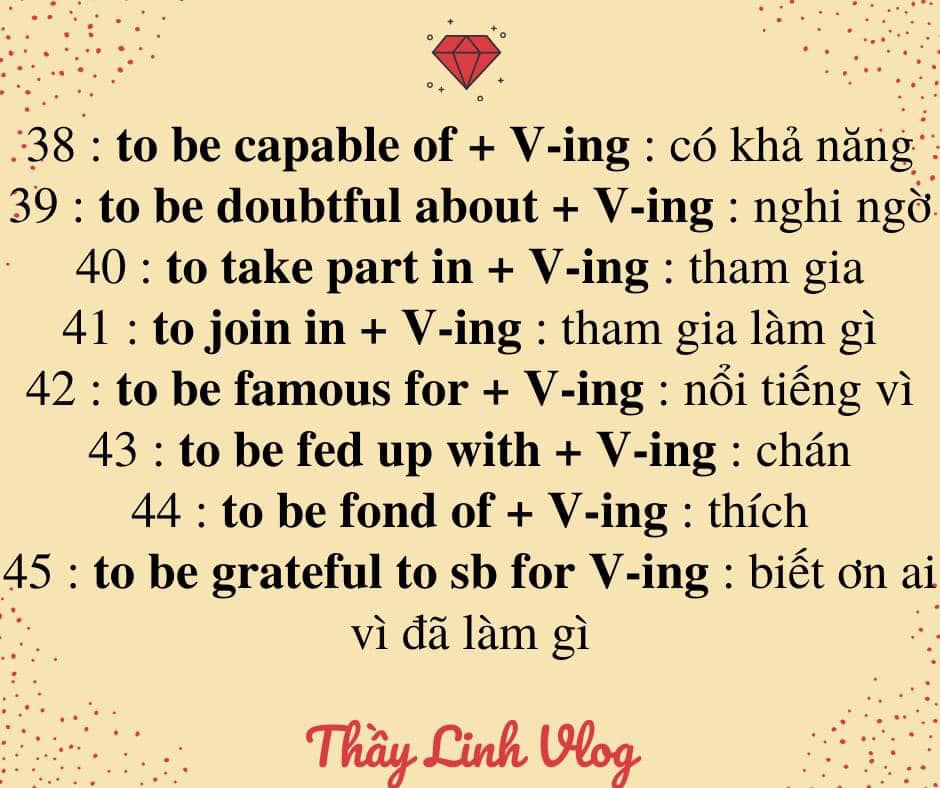 38 : to be capable of + V-ing : có khả năng
39 : to be doubtful about + V-ing : nghi ngờ
40 : to take part in + V-ing : tham gia
41 : to join in + V-ing : tham gia làm gì
42 : to be famous for + V-ing : nổi tiếng vì
43 : to be fed up with + V-ing : chán
44 : to be fond of + V-ing : thích
45 : to be grateful to sb for V-ing : biết ơn ai
vì đã làm gì
Thầy Linh Vlog